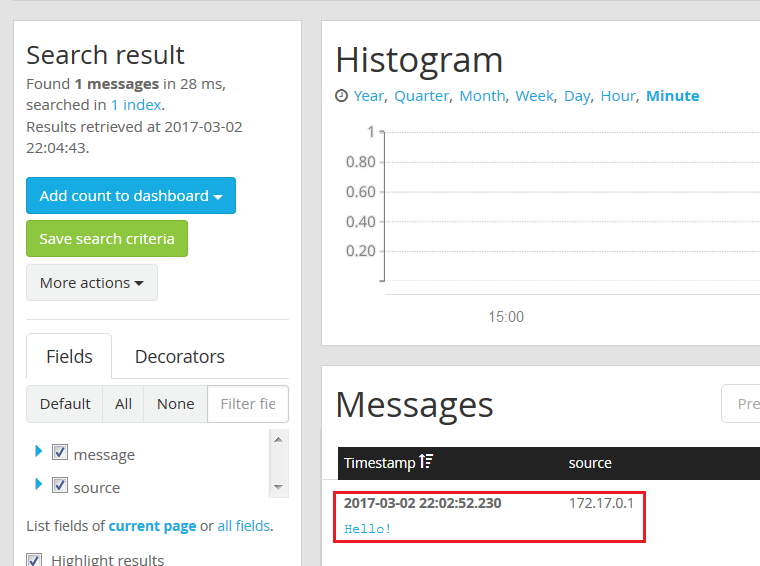 Search result
Found 1 messages in 28 ms,
searched in 1 index.
Results retrieved at 2017-03-02
22:04:43.
Add count to dashboard
Save search criteria
More actions
Fields Decorators
Default All None Filter fie
message
source
List fields of current page or all fields.
Highlight results
Histogram
Year, Quarter, Month, Week, Day, Hour, Minute
1
0.80
0.60
0.40
0.20
15:00
Messages
Pre
Timestamp source
2017-03-02 22:02:52.230 172.17.0.1
Hello!